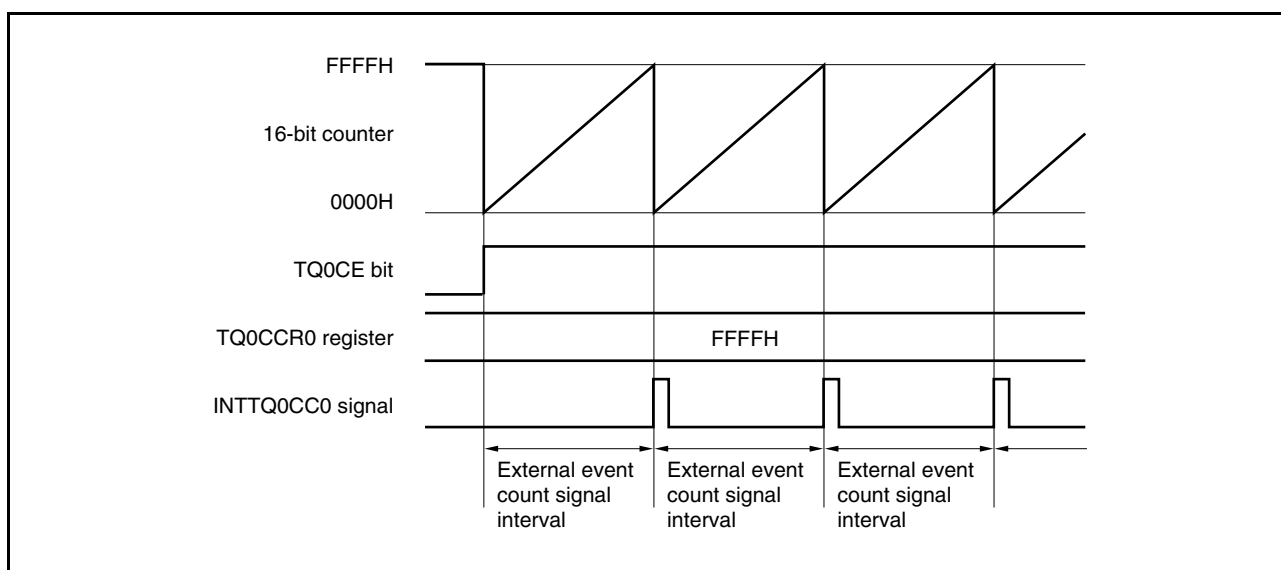 FFFFH
16-bit counter
0000H
TQ0CE bit
TQ0CCR0 register
FFFFH
INTTQ0CC0 signal
External event
count signal
interval
External event
count signal
interval
External event
count signal
interval